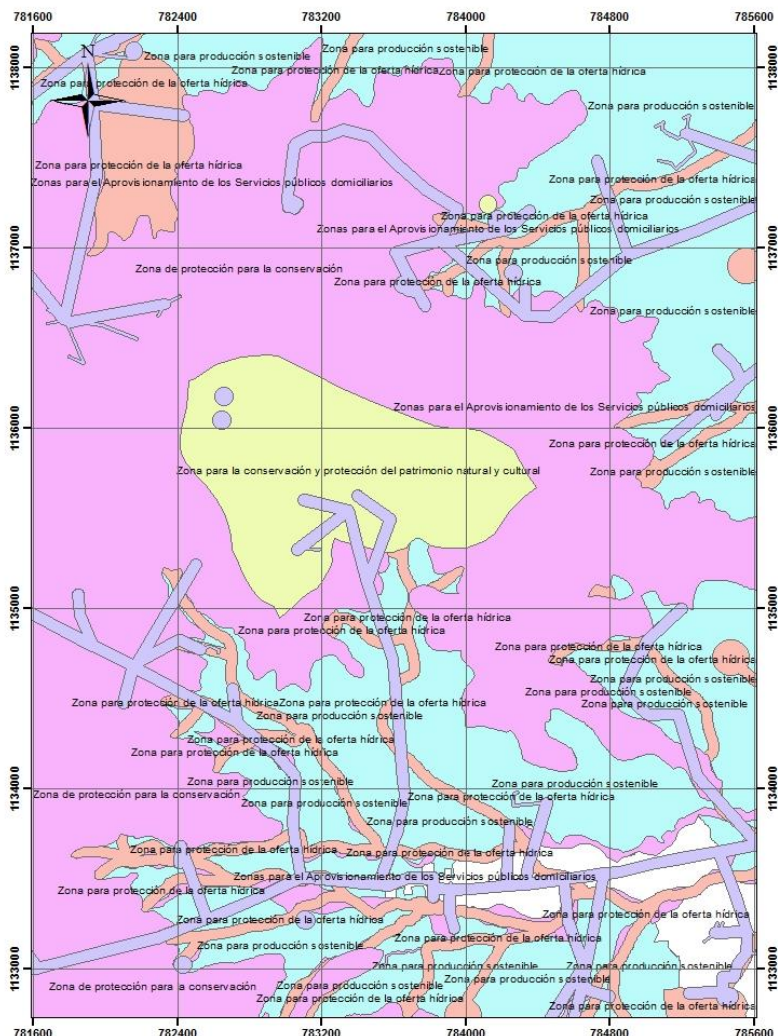 781600 782400 783200 784000 784800 785600
1138000 1138000
N
Zona para producción sostenible
Zona para producción sostenible
Zona para protección de la oferta hídrica
Zona para protección de la oferta hídrica
Zona para protección de la oferta hídrica
Zona para producción sostenible
Zona para protección de la oferta hídrica
Zonas para el Aprovisionamiento de los Servicios públicos domiciliarios
Zona para protección de la oferta hídrica
Zona para producción sostenible
Zona para protección de la oferta hídrica
Zonas para el Aprovisionamiento de los Servicios públicos domiciliarios
1137000 1137000
Zona para producción sostenible
Zona de protección para la conservación
Zona para protección de la oferta hídrica
Zona para producción sostenible
Zonas para el Aprovisionamiento de los Servicios públicos domiciliarios
1136000 1136000
Zona para protección de la oferta hídrica
Zona para la conservación y protección del patrimonio natural y cultural
Zona para producción sostenible
1135000 1135000
Zona para protección de la oferta hídrica
Zona para protección de la oferta hídrica
Zona para protección de la oferta hídrica
Zona para protección de la oferta hídrica
Zona para producción sostenible
Zona para producción sostenible
Zona para protección de la oferta hídrica
Zona para protección de la oferta hídrica
Zona para producción sostenible
Zona para producción sostenible
Zona para protección de la oferta hídrica
Zona para protección de la oferta hídrica
1134000 1134000
Zona para producción sostenible
Zona para producción sostenible
Zona de protección para la conservación
Zona para protección de la oferta hídrica
Zona para producción sostenible
Zona para producción sostenible
Zona para protección de la oferta hídrica
Zona para protección de la oferta hídrica
Zonas para el Aprovisionamiento de los Servicios públicos domiciliarios
Zona para protección de la oferta hídrica
Zona para protección de la oferta hídrica
Zona para protección de la oferta hídrica
Zona para protección de la oferta hídrica
Zona para producción sostenible
1133000 1133000
Zona para producción sostenible
Zona para producción sostenible
Zona para producción sostenible
Zona de protección para la conservación
Zona para producción sostenible
Zona para protección de la oferta hídrica
Zona para protección de la oferta hídrica
781600 782400 783200 784000 784800 785600